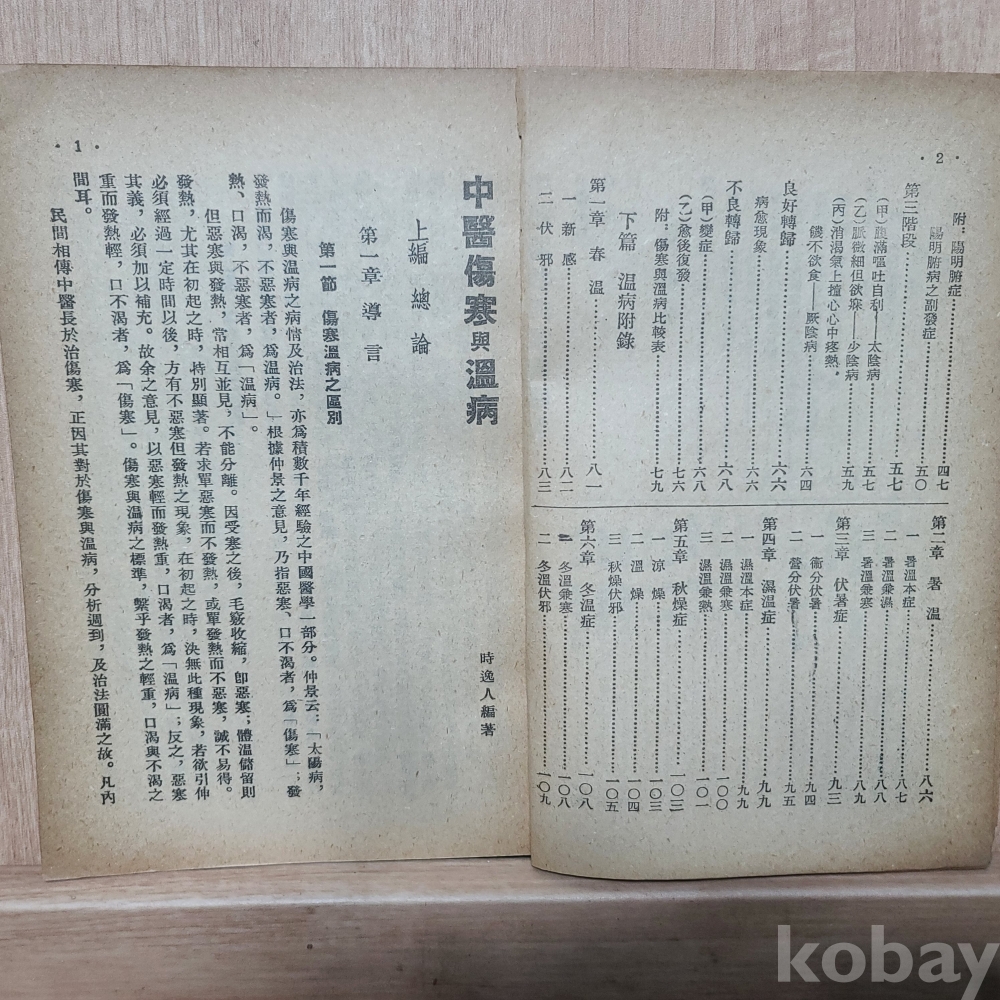 · 2 ·
附：陽明腑症……四七
陽明腑病之副發症……五〇
第三階段……五七
（甲）腹滿嘔吐自利——太陰病……五七
（乙）脈微細但欲寐——少陰病……五九
（丙）消渴氣上撞心心中疼熱，
饑不欲食——厥陰病……六四
良好轉歸……六六
病愈現象……六六
不良轉歸……六八
（甲）變症……六八
（乙）愈後復發……七六
附：傷寒與溫病比較表……七九
下篇 溫病附錄
第一章 春溫……八一
一 新感……八二
二 伏邪……八三
第二章 暑溫……八六
一 暑溫本症……八七
二 暑溫兼濕……八八
三 暑溫兼寒……八九
第三章 伏暑症……九三
一 衞分伏暑……九四
二 營分伏暑……九五
第四章 濕溫症……九九
一 濕溫本症……九九
二 濕溫兼寒……一〇〇
三 濕溫兼熱……一〇一
第五章 秋燥症……一〇三
一 涼燥……一〇三
二 溫燥……一〇四
三 秋燥伏邪……一〇五
第六章 冬溫症……一〇八
一 冬溫兼寒……一〇八
二 冬溫伏邪……一〇九
· 1 ·
中醫傷寒與溫病
時逸人編著
上編 總論
第一章 導言
第一節 傷寒溫病之區別
傷寒與溫病之病情及治法，亦爲積數千年經驗之中國醫學一部分。仲景云：「太陽病，
發熱而渴，不惡寒者，爲溫病。」根據仲景之意見，乃指惡寒、口不渴者，爲「傷寒」；發
熱、口渴，不惡寒者，爲「溫病」。
但惡寒與發熱，常相互並見，不能分離。因受寒之後，毛竅收縮，卽惡寒；體溫儲留則
發熱，尤其在初起之時，特別顯著。若求單惡寒而不發熱，或單發熱而不惡寒，誠不易得。
必須經過一定時間以後，方有不惡寒但發熱之現象，在初起之時，決無此種現象，若欲引伸
其義，必須加以補充。故余之意見，以惡寒輕而發熱重，口渴者，爲「溫病」；反之，惡寒
重而發熱輕，口不渴者，爲「傷寒」。傷寒與溫病之標準，繫乎發熱之輕重，口渴與不渴之
間耳。
民間相傳中醫長於治傷寒，正因其對於傷寒與溫病，分析週到，及治法圓滿之故。凡內
kobay